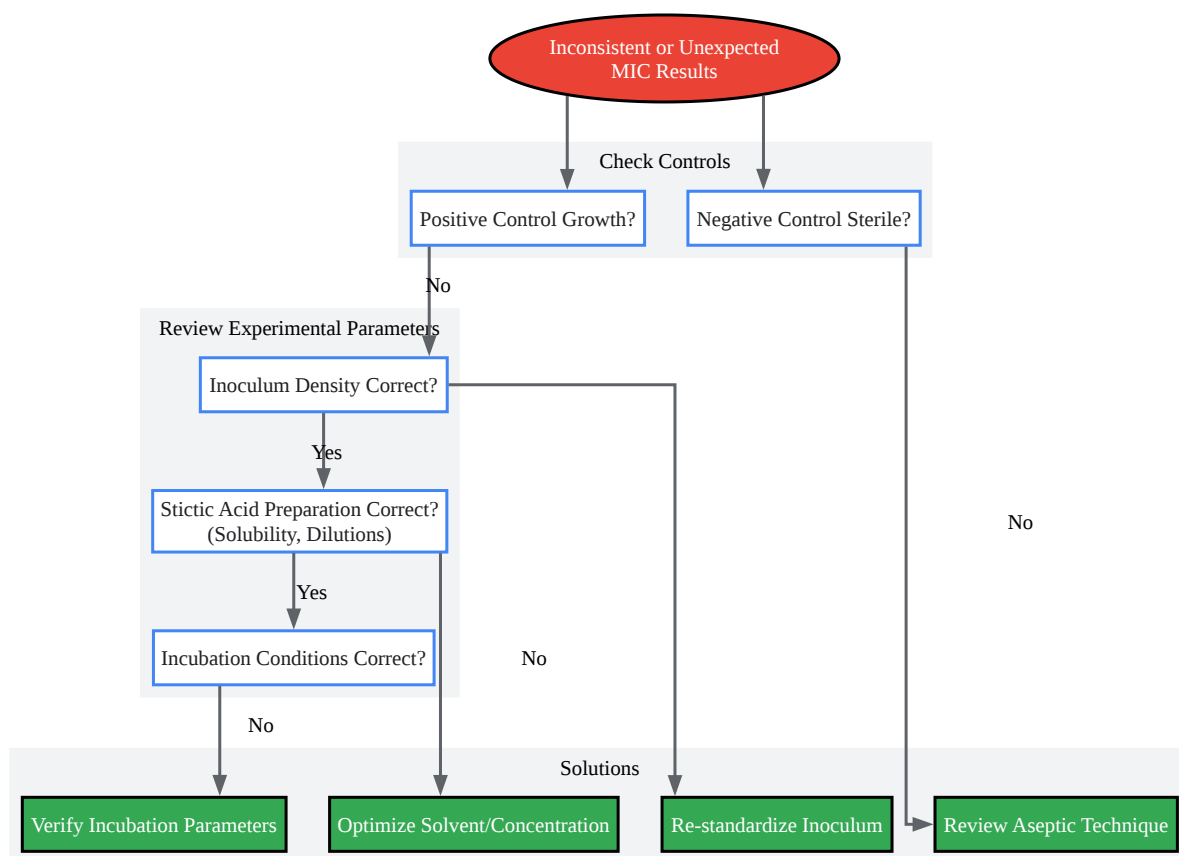 Inconsistent or Unexpected
MIC Results
Check Controls
Positive Control Growth?
Negative Control Sterile?
No
Review Experimental Parameters
Inoculum Density Correct?
Yes
Stictic Acid Preparation Correct?
(Solubility, Dilutions)
No
Yes
Incubation Conditions Correct?
No
No
Solutions
Verify Incubation Parameters
Optimize Solvent/Concentration
Re-standardize Inoculum
Review Aseptic Technique